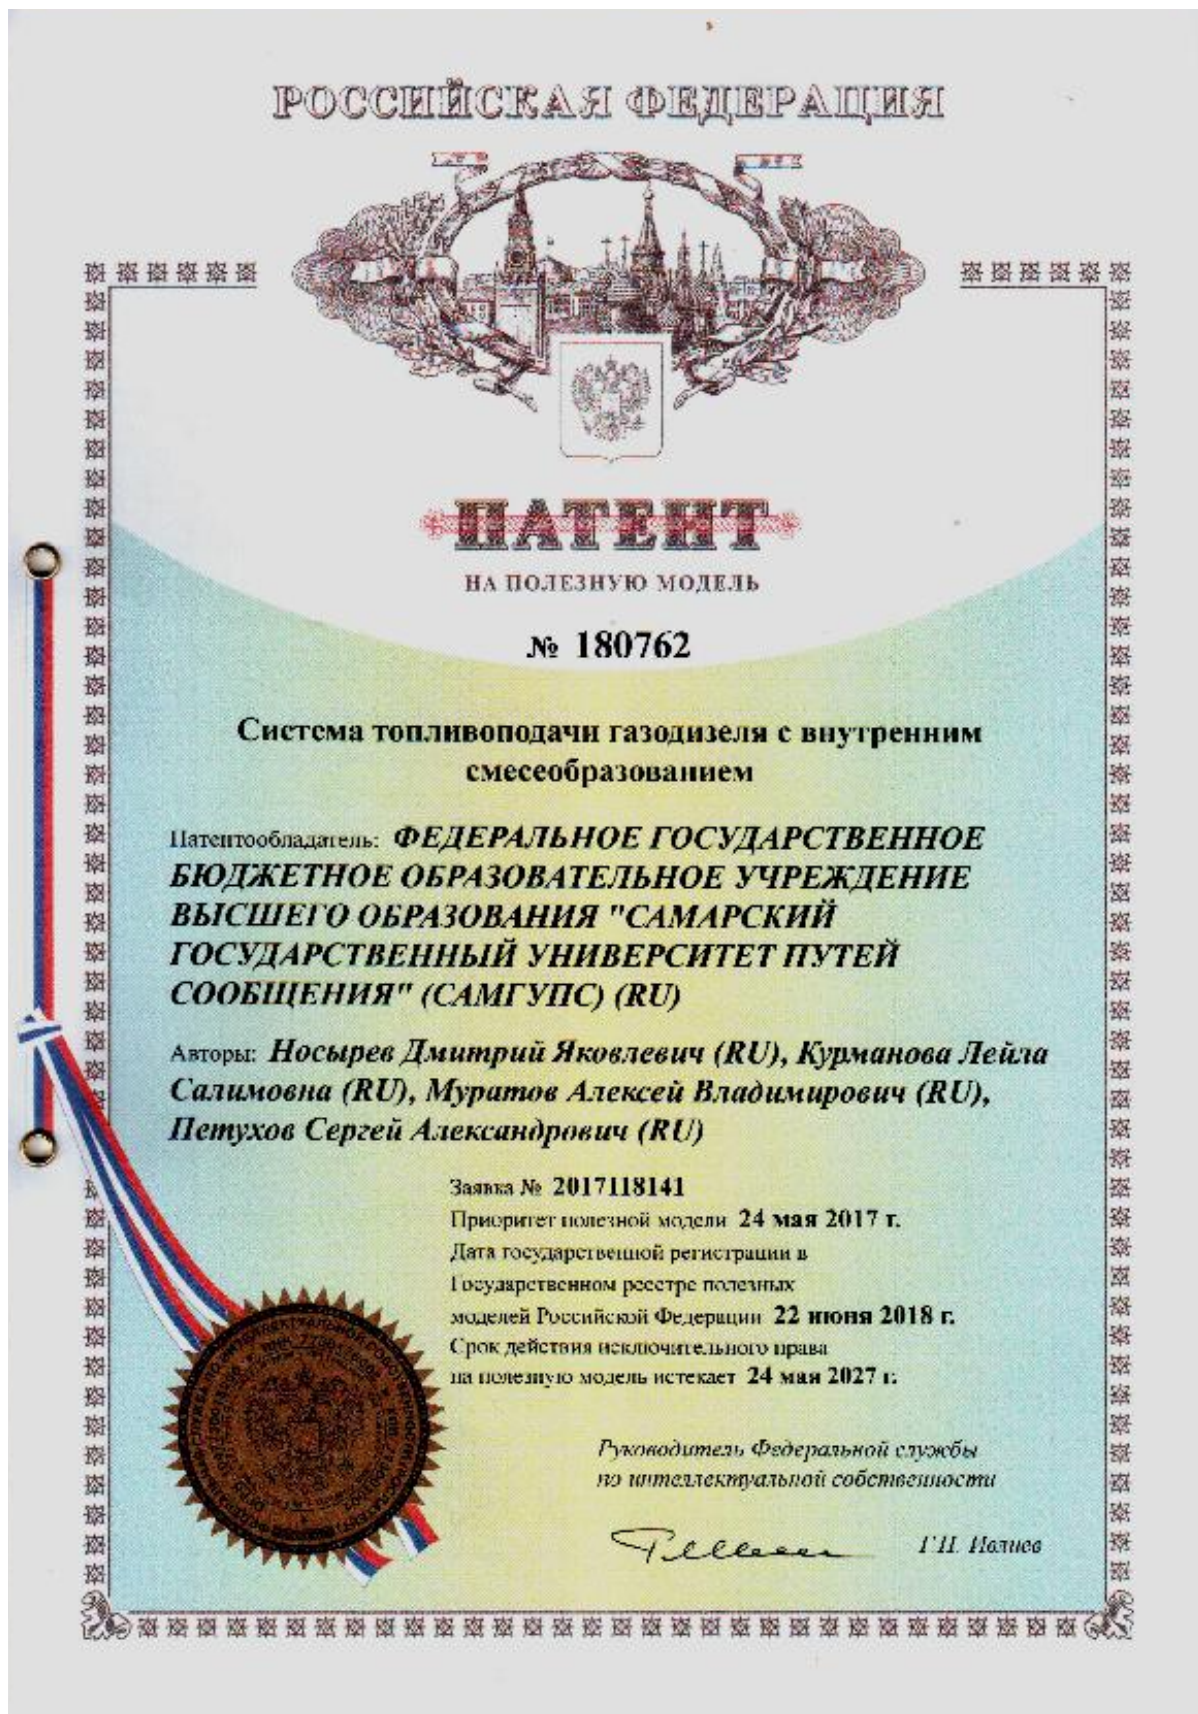 РОССИЙСКАЯ ФЕДЕРАЦИЯ
ПАТЕНТ
НА ПОЛЕЗНУЮ МОДЕЛЬ
№ 180762
Система топливоподачи газодизеля с внутренним
смесеобразованием
Патентообладатель: ФЕДЕРАЛЬНОЕ ГОСУДАРСТВЕННОЕ
БЮДЖЕТНОЕ ОБРАЗОВАТЕЛЬНОЕ УЧРЕЖДЕНИЕ
ВЫСШЕГО ОБРАЗОВАНИЯ "САМАРСКИЙ
ГОСУДАРСТВЕННЫЙ УНИВЕРСИТЕТ ПУТЕЙ
СООБЩЕНИЯ" (САМГУПС) (RU)
Авторы: Носырев Дмитрий Яковлевич (RU), Курманова Лейла
Салимовна (RU), Муратов Алексей Владимирович (RU),
Петухов Сергей Александрович (RU)
Заявка № 2017118141
Приоритет полезной модели 24 мая 2017 г.
Дата государственной регистрации в
Государственном реестре полезных
моделей Российской Федерации 22 июня 2018 г.
Срок действия исключительного права
на полезную модель истекает 24 мая 2027 г.
Руководитель Федеральной службы
по интеллектуальной собственности
Г.П. Ивлиев